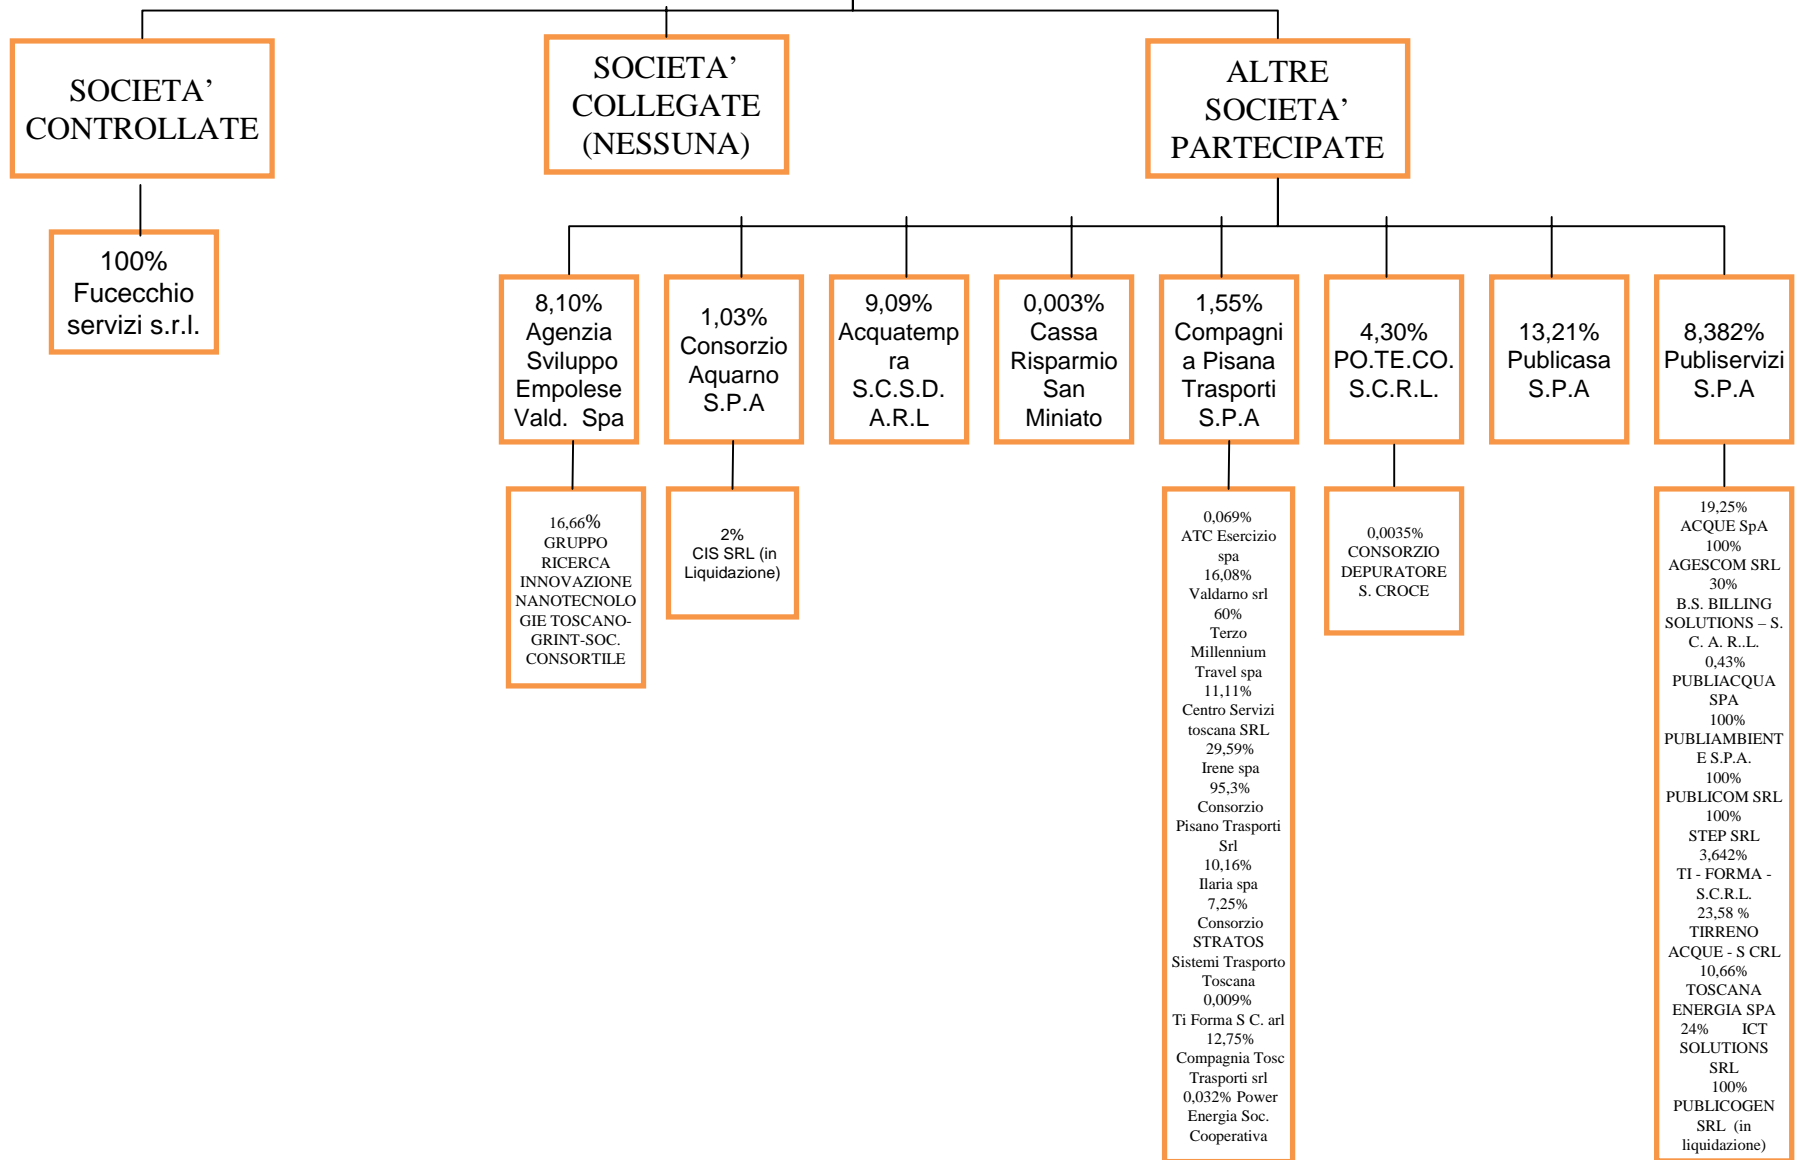 SOCIETA'
CONTROLLATE
SOCIETA'
COLLEGATE
(NESSUNA)
ALTRE
SOCIETA'
PARTECIPATE
100%
Fucecchio
servizi s.r.l.
8,10%
Agenzia
Sviluppo
Empolese
Vald.  Spa
1,03%
Consorzio
Aquarno
S.P.A
9,09%
Acquatemp
ra
S.C.S.D.
A.R.L
0,003%
Cassa
Risparmio
San
Miniato
1,55%
Compagni
a Pisana
Trasporti
S.P.A
4,30%
PO.TE.CO.
S.C.R.L.
13,21%
Publicasa
S.P.A
8,382%
Publiservizi
S.P.A
16,66%
GRUPPO
RICERCA
INNOVAZIONE
NANOTECNOLO
GIE TOSCANO-
GRINT-SOC.
CONSORTILE
2%
CIS SRL (in
Liquidazione)
0,069%
ATC Esercizio
spa
16,08%
Valdarno srl
60%
Terzo
Millennium
Travel spa
11,11%
Centro Servizi
toscana SRL
29,59%
Irene spa
95,3%
Consorzio
Pisano Trasporti
Srl
10,16%
Ilaria spa
7,25%
Consorzio
STRATOS
Sistemi Trasporto
Toscana
0,009%
Ti Forma S C. arl
12,75%
Compagnia Tosc
Trasporti srl
0,032% Power
Energia Soc.
Cooperativa
0,0035%
CONSORZIO
DEPURATORE
S. CROCE
19,25%
ACQUE SpA
100%
AGESCOM SRL
30%
B.S. BILLING
SOLUTIONS – S.
C. A. R..L.
0,43%
PUBLIACQUA
SPA
100%
PUBLIAMBIENT
E S.P.A.
100%
PUBLICOM SRL
100%
STEP SRL
3,642%
TI - FORMA -
S.C.R.L.
23,58 %
TIRRENO
ACQUE - S CRL
10,66%
TOSCANA
ENERGIA SPA
24% ICT
SOLUTIONS
SRL
100%
PUBLICOGEN
SRL  (in
liquidazione)